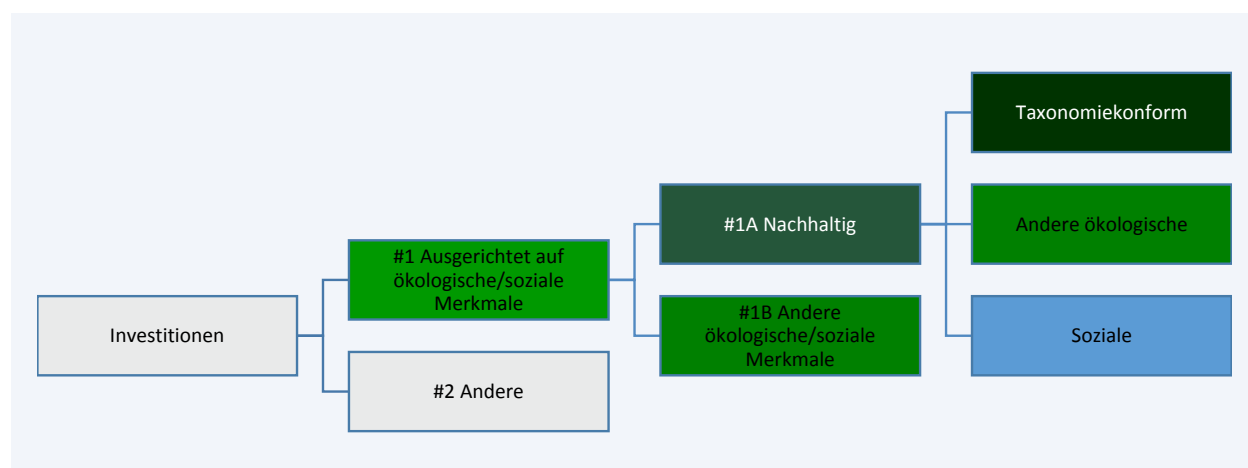 Investitionen
#1 Ausgerichtet auf
ökologische/soziale
Merkmale
#2 Andere
#1A Nachhaltig
#1B Andere
ökologische/soziale
Merkmale
Taxonomiekonform
Andere ökologische
Soziale